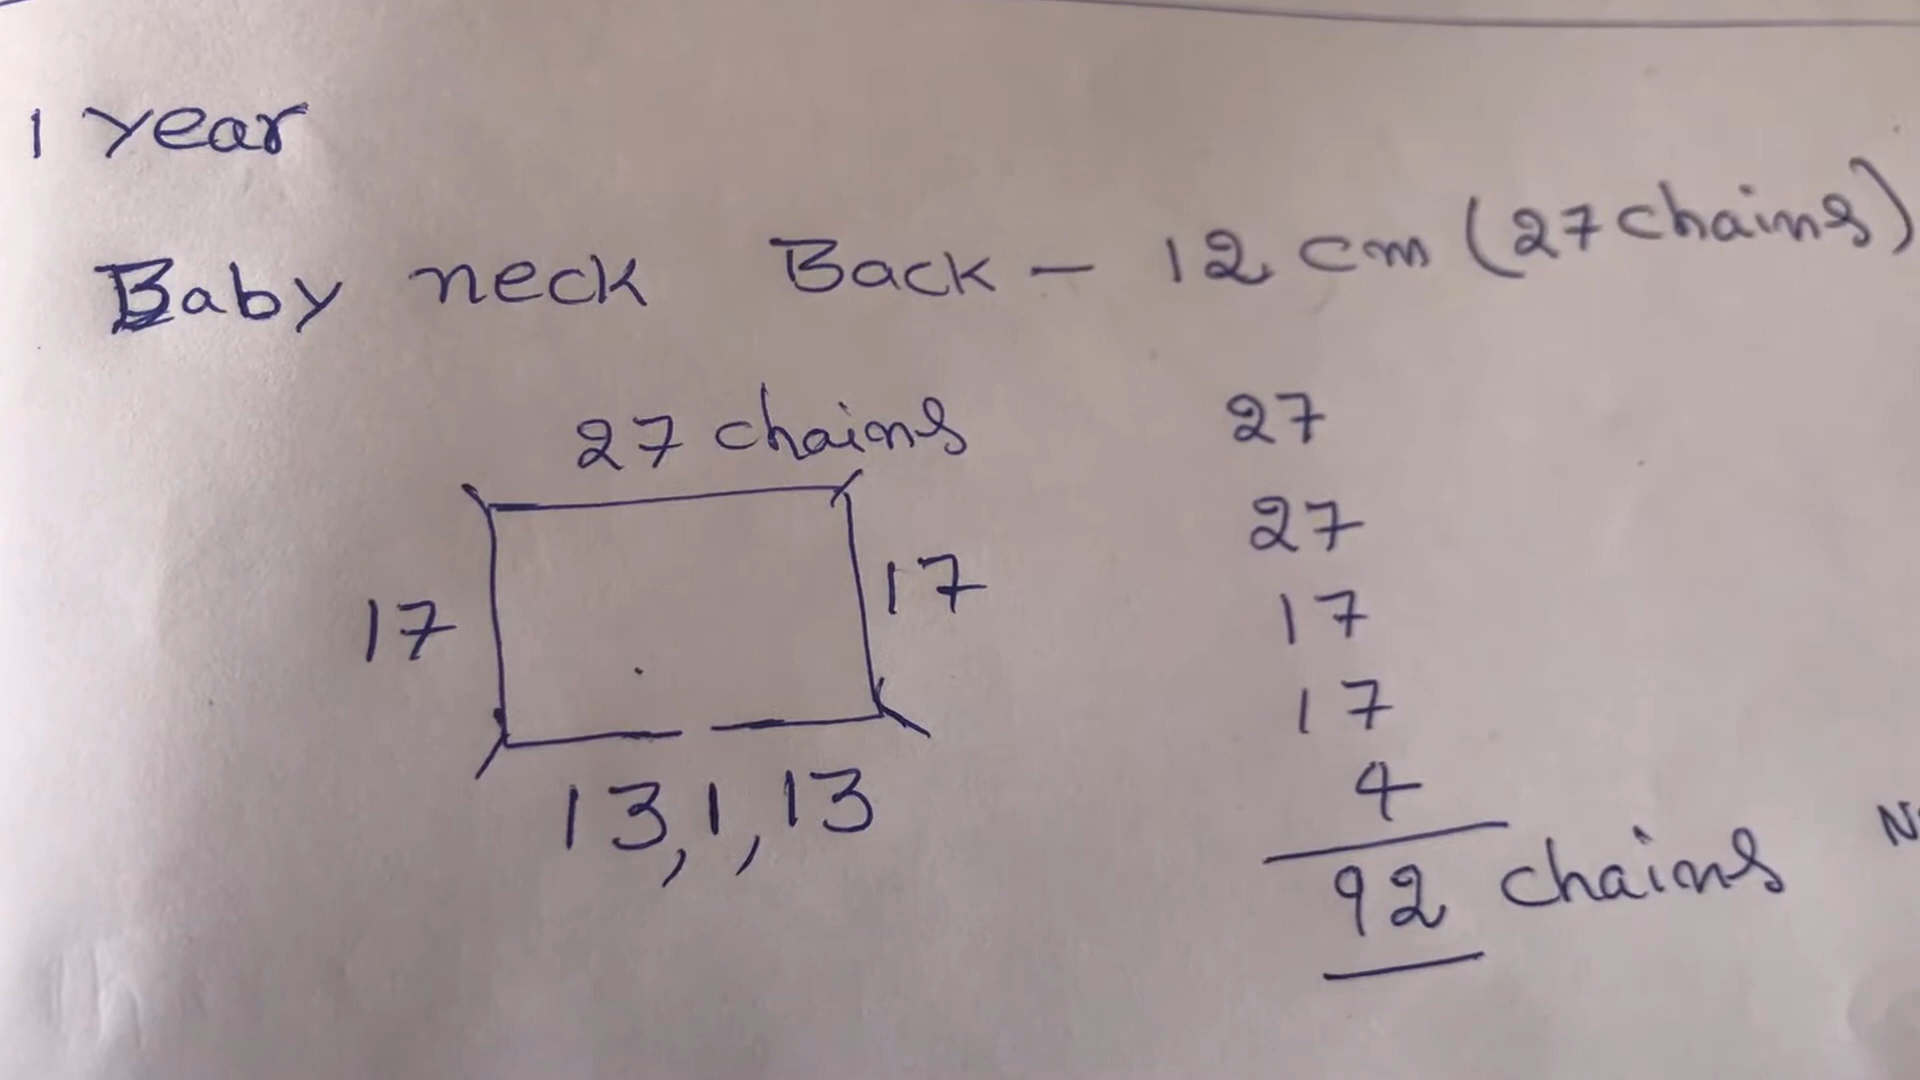 1 year
Baby neck Back - 12 cm (27 chains)
27 chains
17
17
13, 1, 13
27
27
17
17
4
92 chains